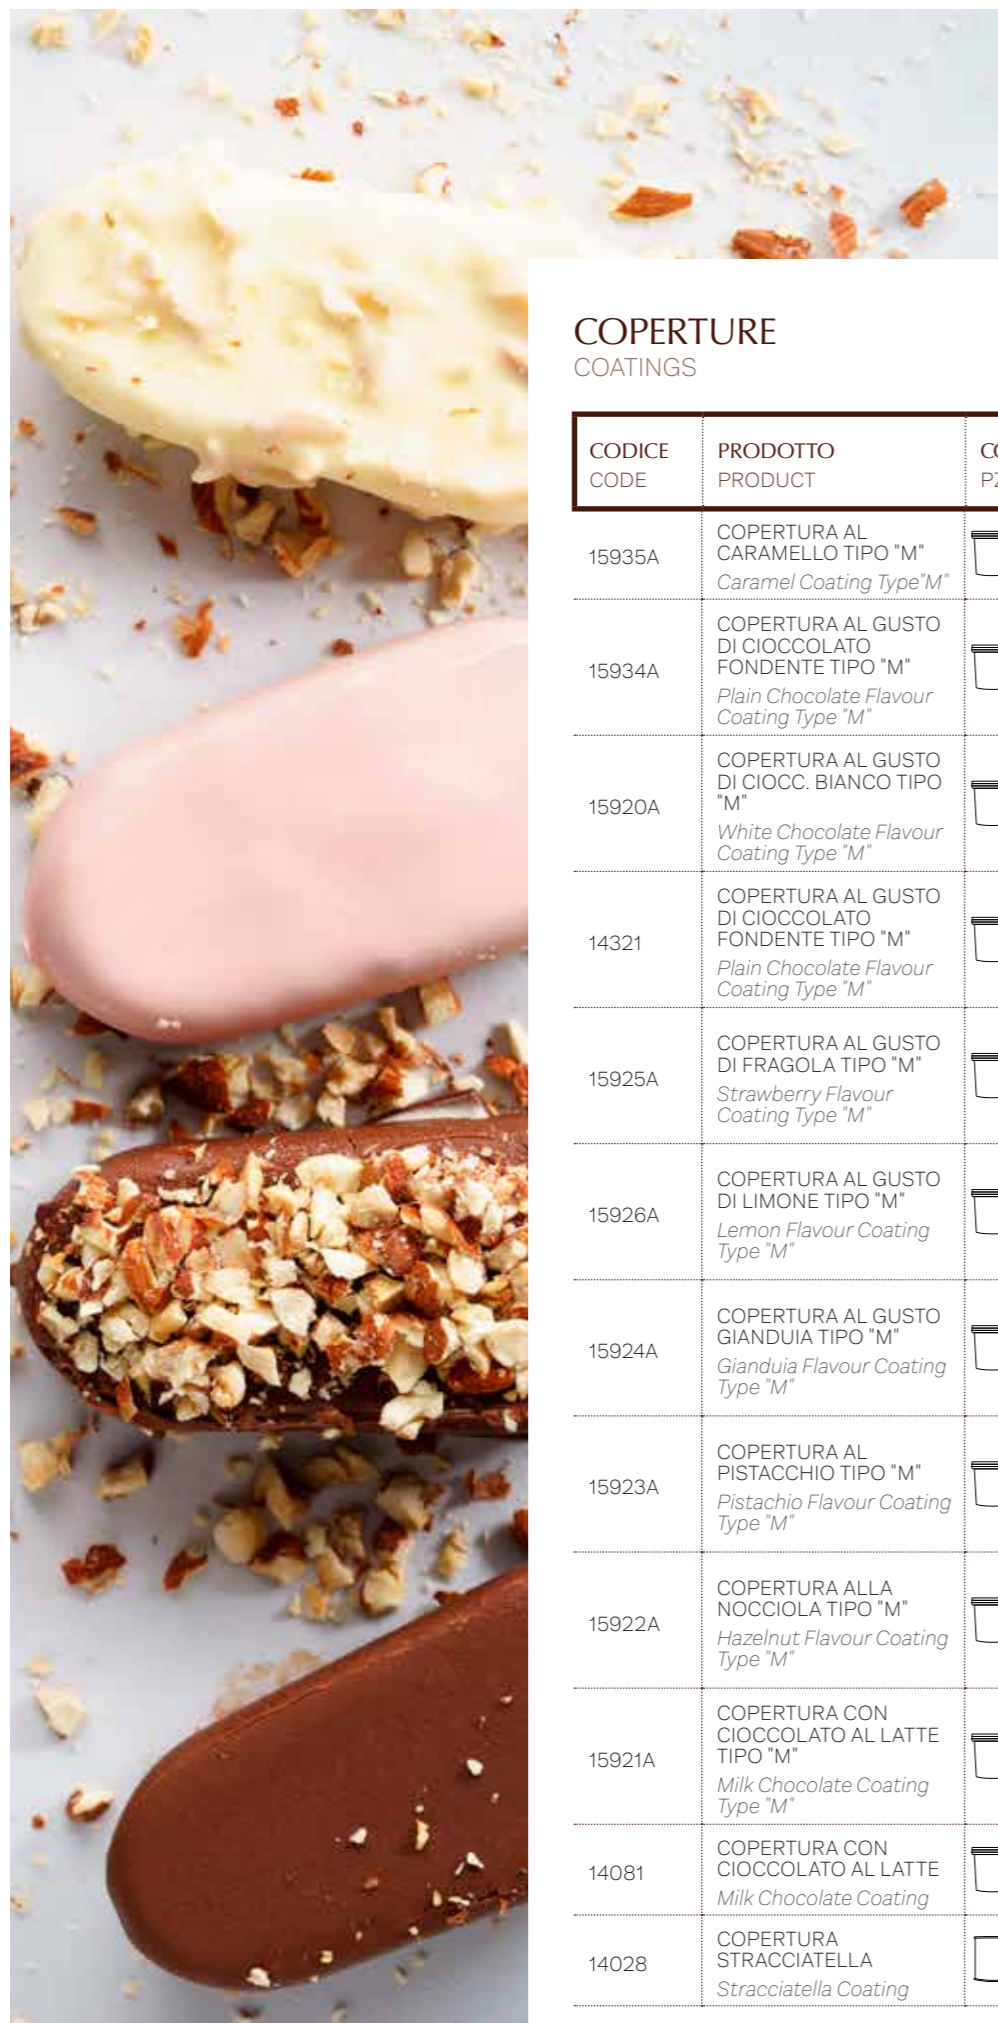 COPERTURE
COATINGS
CODICE
CODE
PRODOTTO
PRODUCT
15935A
COPERTURA AL
CARAMELLO TIPO "M"
Caramel Coating Type"M"
15934A
COPERTURA AL GUSTO
DI CIOCCOLATO
FONDENTE TIPO "M"
Plain Chocolate Flavour
Coating Type "M"
15920A
COPERTURA AL GUSTO
DI CIOCC. BIANCO TIPO
"M"
White Chocolate Flavour
Coating Type "M"
14321
COPERTURA AL GUSTO
DI CIOCCOLATO
FONDENTE TIPO "M"
Plain Chocolate Flavour
Coating Type "M"
15925A
COPERTURA AL GUSTO
DI FRAGOLA TIPO "M"
Strawberry Flavour
Coating Type "M"
15926A
COPERTURA AL GUSTO
DI LIMONE TIPO "M"
Lemon Flavour Coating
Type "M"
15924A
COPERTURA AL GUSTO
GIANDUIA TIPO "M"
Gianduia Flavour Coating
Type "M"
15923A
COPERTURA AL
PISTACCHIO TIPO "M"
Pistachio Flavour Coating
Type "M"
15922A
COPERTURA ALLA
NOCCIOLA TIPO "M"
Hazelnut Flavour Coating
Type "M"
15921A
COPERTURA CON
CIOCCOLATO AL LATTE
TIPO "M"
Milk Chocolate Coating
Type "M"
14081
COPERTURA CON
CIOCCOLATO AL LATTE
Milk Chocolate Coating
14028
COPERTURA
STRACCIATELLA
Stracciatella Coating